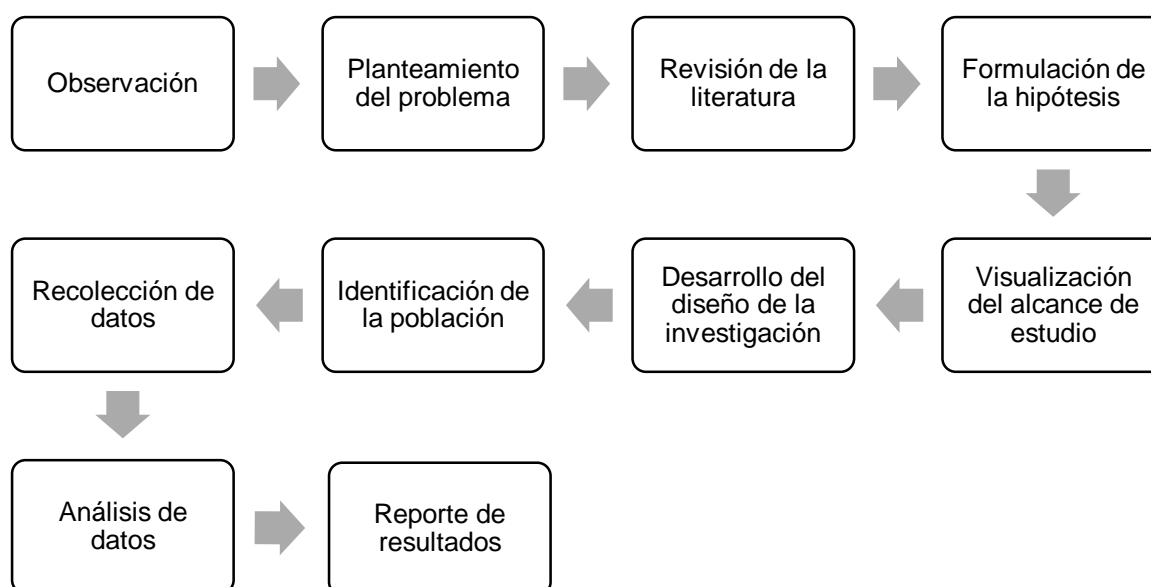 Observación
Planteamiento
del problema
Revisión de la
literatura
Formulación de
la hipótesis
Visualización
del alcance de
estudio
Desarrollo del
diseño de la
investigación
Identificación de
la población
Recolección de
datos
Análisis de
datos
Reporte de
resultados